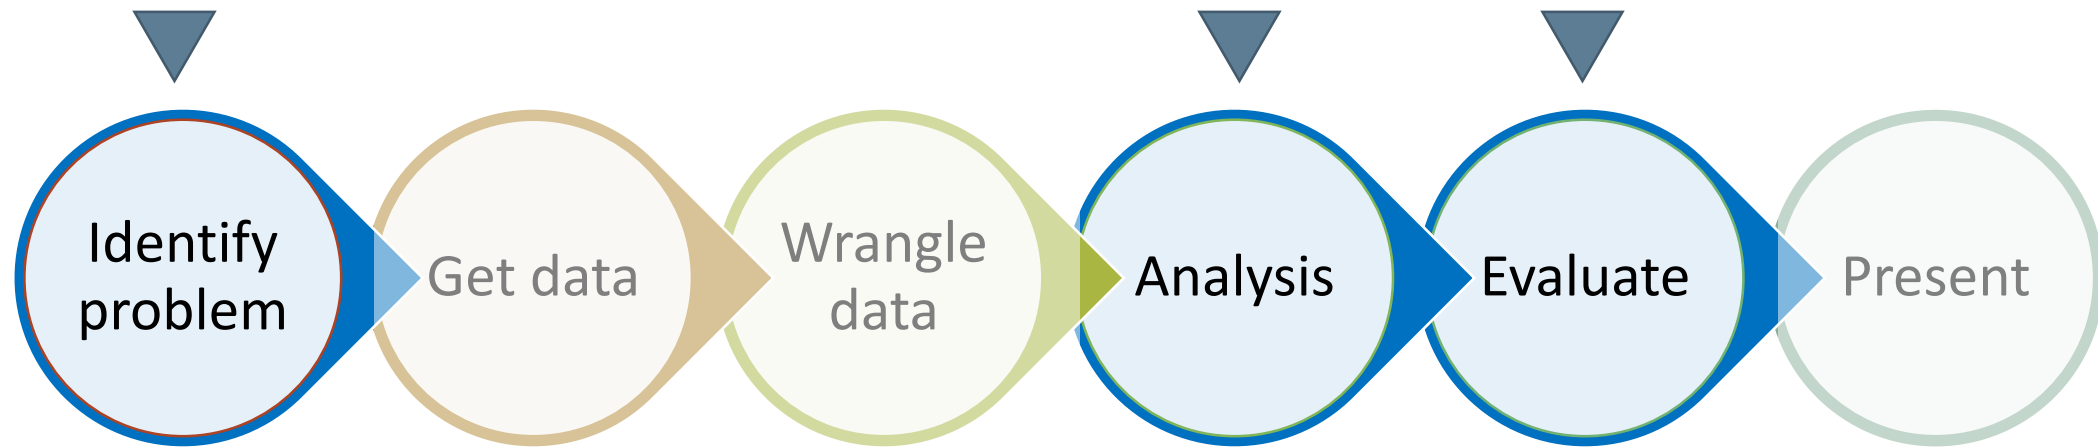 Identify
problem
Get data
Wrangle
data
Analysis
Evaluate
Present